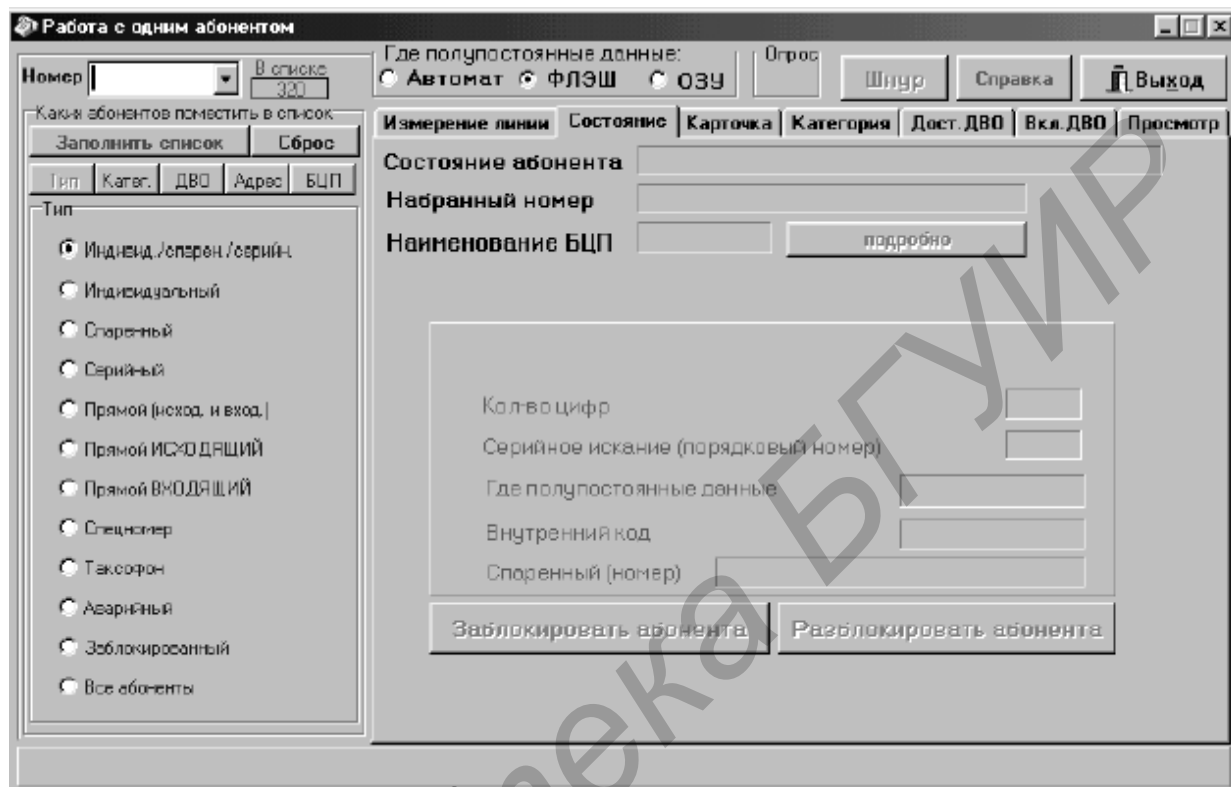 Работа с одним абонентом
Номер
В списке
320
Где полупостоянные данные:
Автомат ФЛЭШ ОЗУ
Опрос
Шнур
Справка
Выход
Каких абонентов поместить в список
Заполнить список Сброс
Тип Катег. ДВО Адрес БЦП
Тип
Индивид./спарен./серийн.
Индивидуальный
Спаренный
Серийный
Прямой (исход. и вход.)
Прямой ИСХОДЯЩИЙ
Прямой ВХОДЯЩИЙ
Спецномер
Таксофон
Аварийный
Заблокированный
Все абоненты
Измерение линии Состояние Карточка Категория Дост.ДВО Вкл.ДВО Просмотр
Состояние абонента
Набранный номер
Наименование БЦП
подробно
Кол-во цифр
Серийное искание (порядковый номер)
Где полупостоянные данные
Внутренний код
Спаренный (номер)
Заблокировать абонента Разблокировать абонента
ека БГУИР